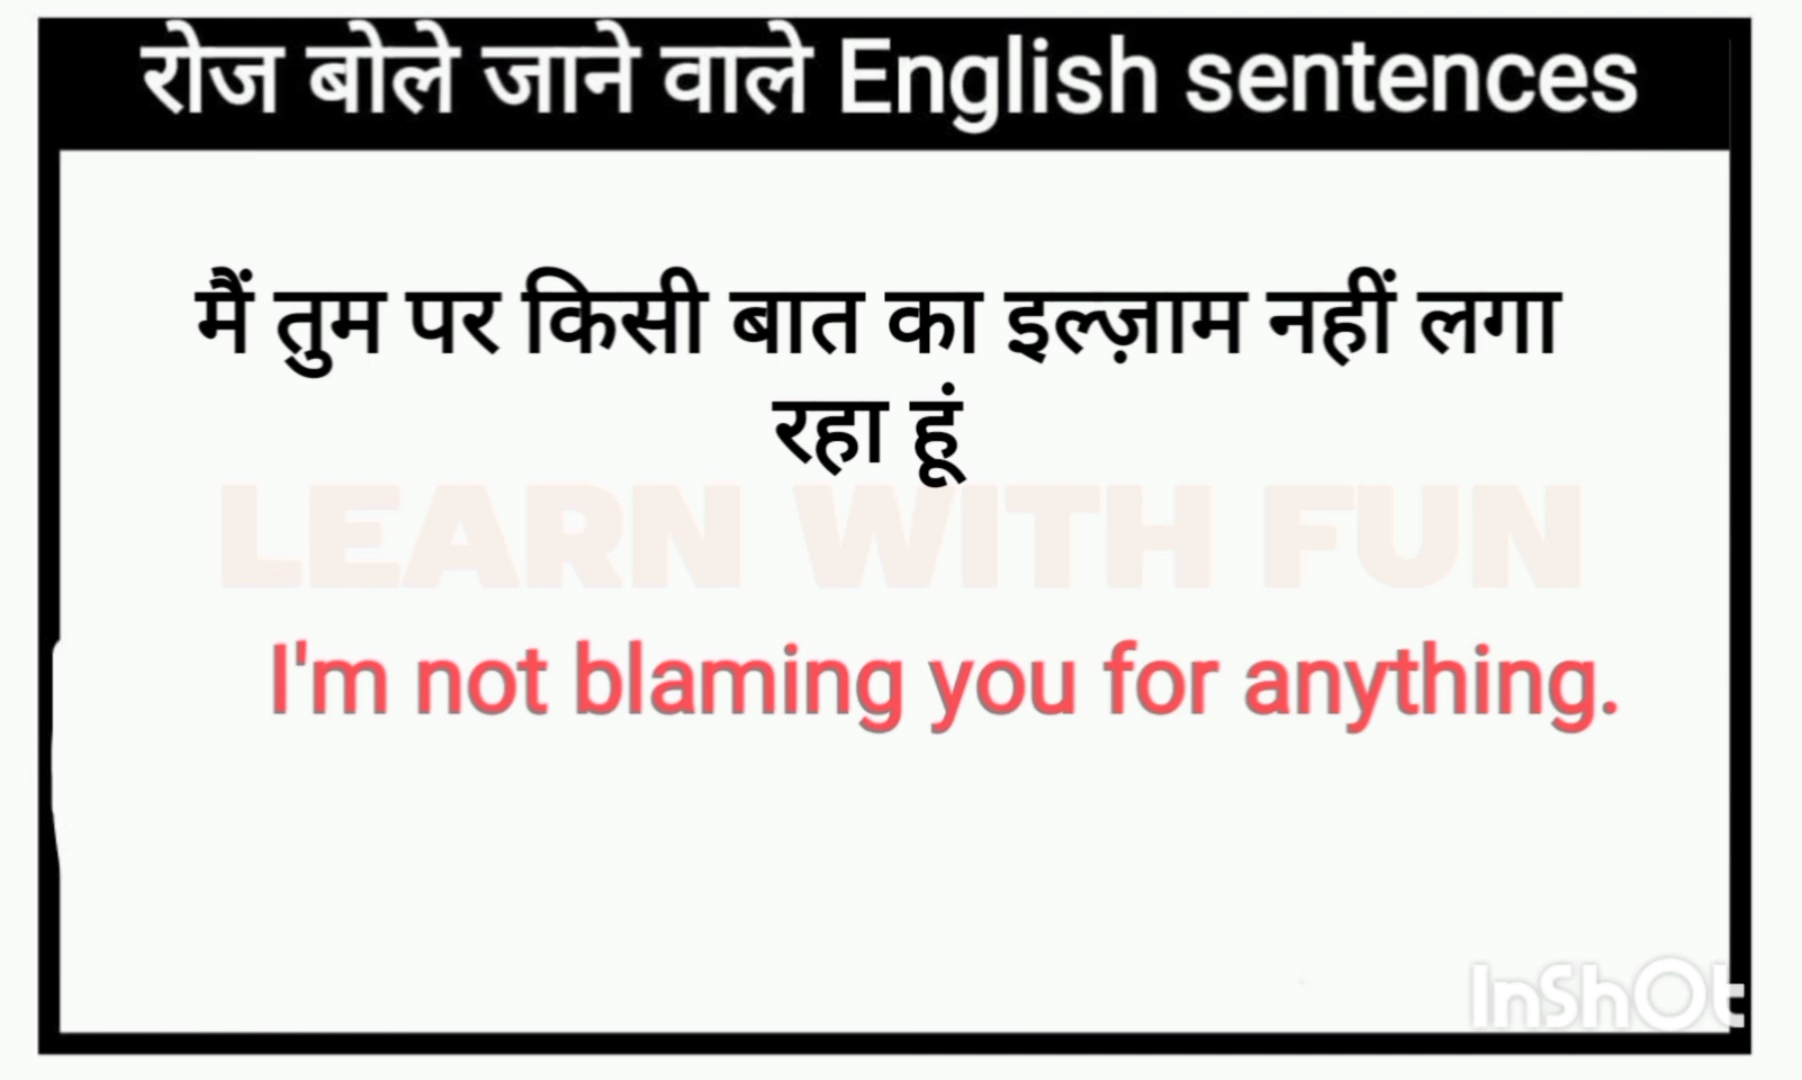 रोज बोले जाने वाले English sentences
मैं तुम पर किसी बात का इल्ज़ाम नहीं लगा
रहा हूं
LEARN WITH FUN
I'm not blaming you for anything.
InShOt